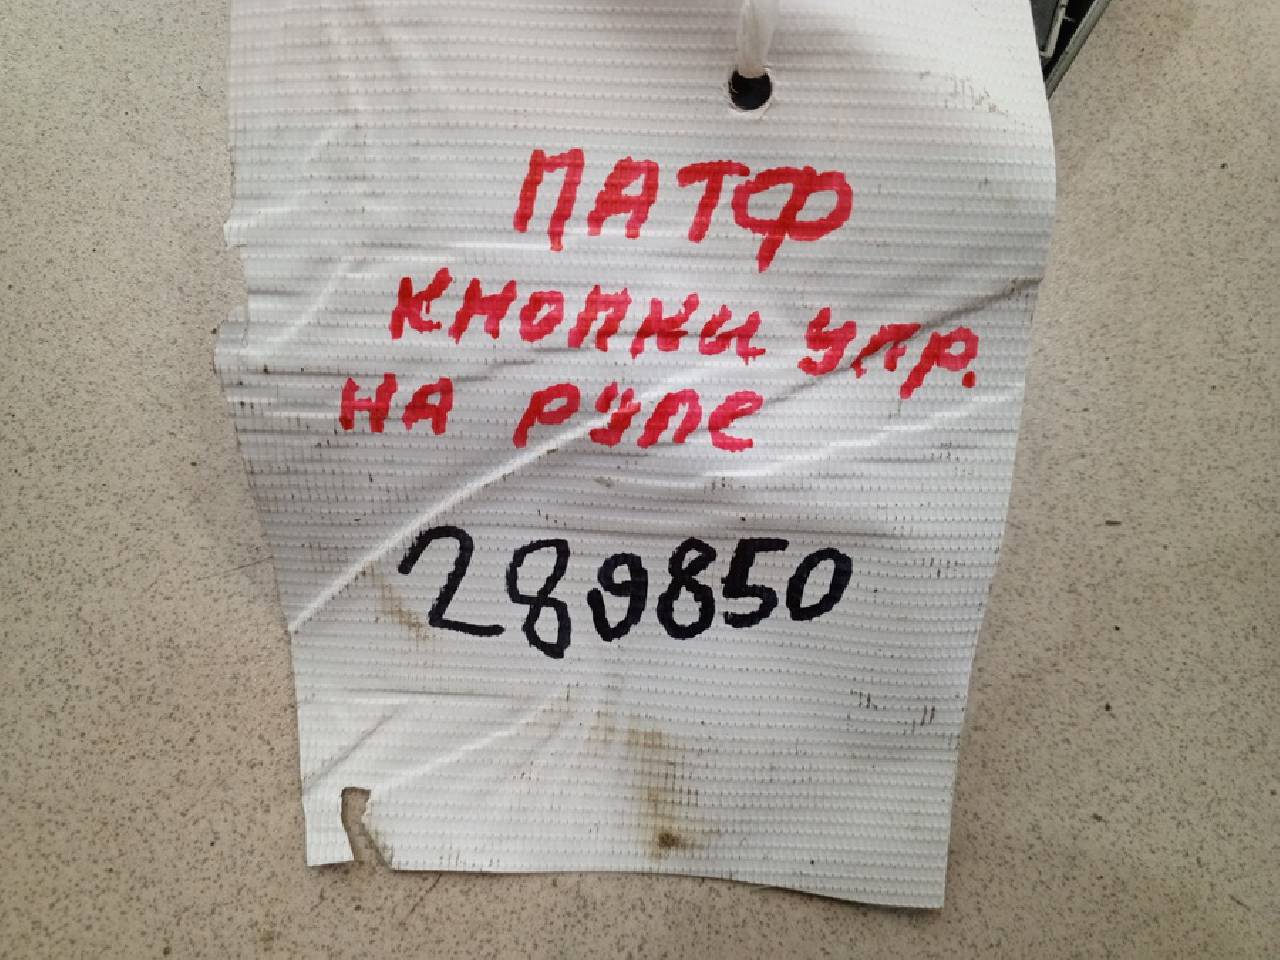 ПАТФ
кнопки упр.
на руле
289850